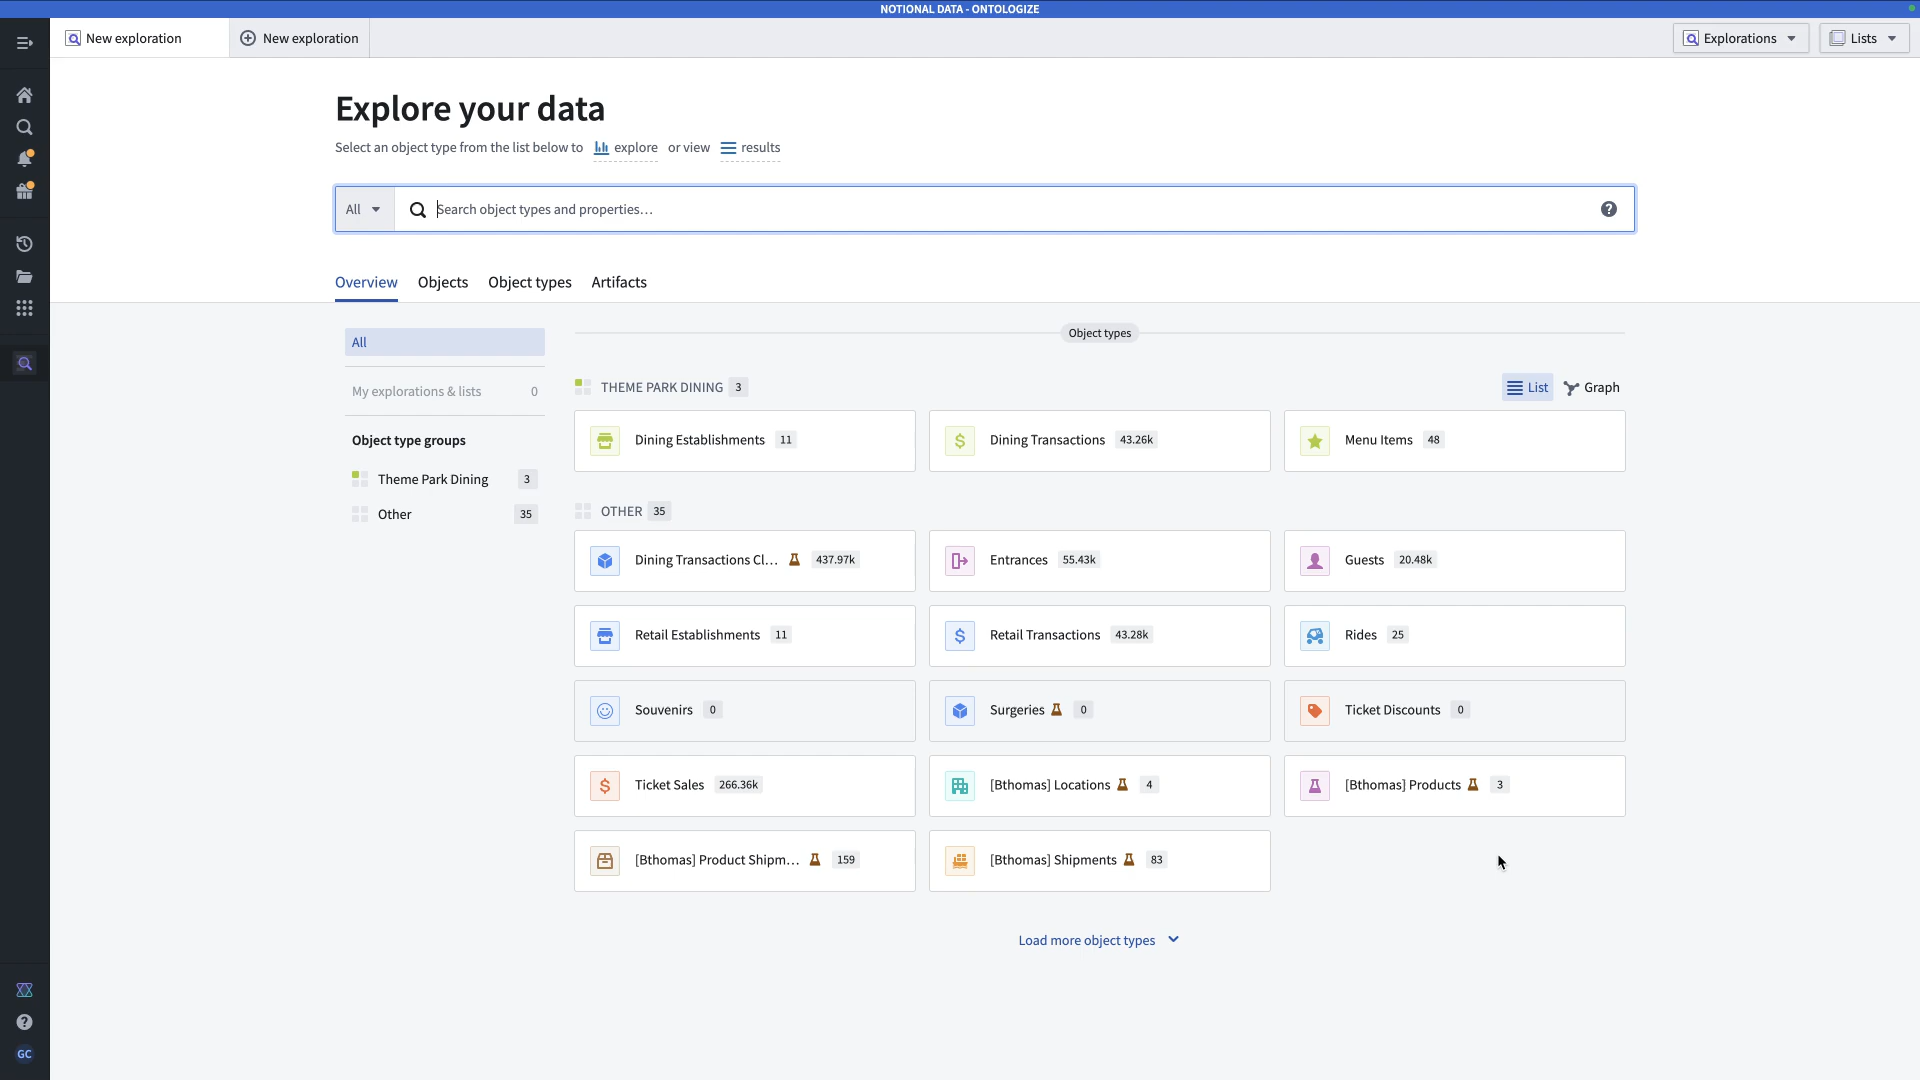 NOTIONAL DATA - ONTOLOGIZE
New exploration
New exploration
Explorations
Lists
Explore your data
Select an object type from the list below to explore or view results
All
Search object types and properties…
?
Overview
Objects
Object types
Artifacts
All
My explorations & lists 0
Object type groups
Theme Park Dining 3
Other 35
Object types
THEME PARK DINING 3
List
Graph
Dining Establishments 11
Dining Transactions 43.26k
Menu Items 48
OTHER 35
Dining Transactions Cl… 437.97k
Entrances 55.43k
Guests 20.48k
Retail Establishments 11
Retail Transactions 43.28k
Rides 25
Souvenirs 0
Surgeries 0
Ticket Discounts 0
Ticket Sales 266.36k
[Bthomas] Locations 4
[Bthomas] Products 3
[Bthomas] Product Shipm… 159
[Bthomas] Shipments 83
Load more object types
?
GC